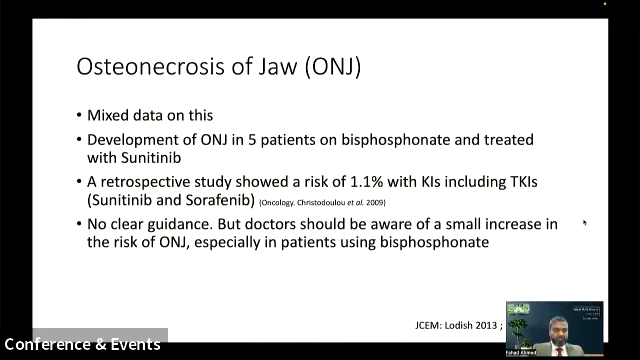 Osteonecrosis of Jaw (ONJ)
• Mixed data on this
• Development of ONJ in 5 patients on bisphosphonate and treated
with Sunitinib
• A retrospective study showed a risk of 1.1% with KIs including TKIs
(Sunitinib and Sorafenib) (Oncology. Christodoulou et al. 2009)
• No clear guidance. But doctors should be aware of a small increase in
the risk of ONJ, especially in patients using bisphosphonate
JCEM: Lodish 2013 ;
Fahad Ahmed
Conference & Events